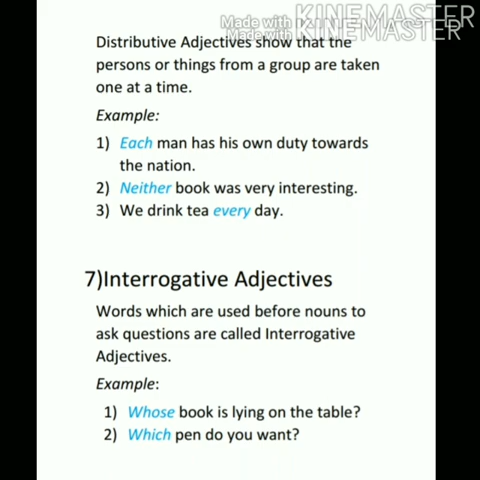 Made with KINEMASTER
Made with KINEMASTER
Distributive Adjectives show that the
persons or things from a group are taken
one at a time.
Example:
1) Each man has his own duty towards
the nation.
2) Neither book was very interesting.
3) We drink tea every day.
7)Interrogative Adjectives
Words which are used before nouns to
ask questions are called Interrogative
Adjectives.
Example:
1) Whose book is lying on the table?
2) Which pen do you want?